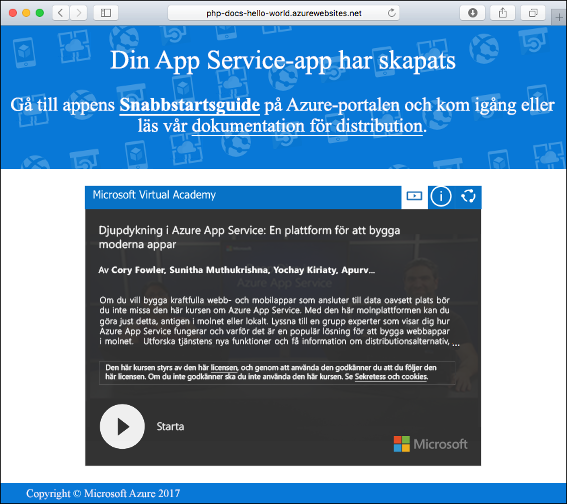 php-docs-hello-world.azurewebsites.net
Din App Service-app har skapats
Gå till appens Snabbstartsguide på Azure-portalen och kom igång eller
läs vår dokumentation för distribution.
Microsoft Virtual Academy
Djupdykning i Azure App Service: En plattform för att bygga
moderna appar
Av Cory Fowler, Sunitha Muthukrishna, Yochay Kiriaty, Apurv...
Om du vill bygga kraftfulla webb- och mobilappar som ansluter till data oavsett plats bör
du inte missa den här kursen om Azure App Service. Med den här molnplattformen kan du
göra just detta, antigen i molnet eller lokalt. Lyssna till en grupp experter som visar dig hur
Azure App Service fungerar och varför det är en populär lösning för att bygga webbappar
i molnet. Utforska tjänstens nya funktioner och få information om distributionsalternativ, ...
Den här kursen styrs av den här licensen, och genom att använda den godkänner du att du följer den
här licensen. Om du inte godkänner ska du inte använda den här kursen. Se Sekretess och cookies.
Starta
Microsoft
Copyright © Microsoft Azure 2017